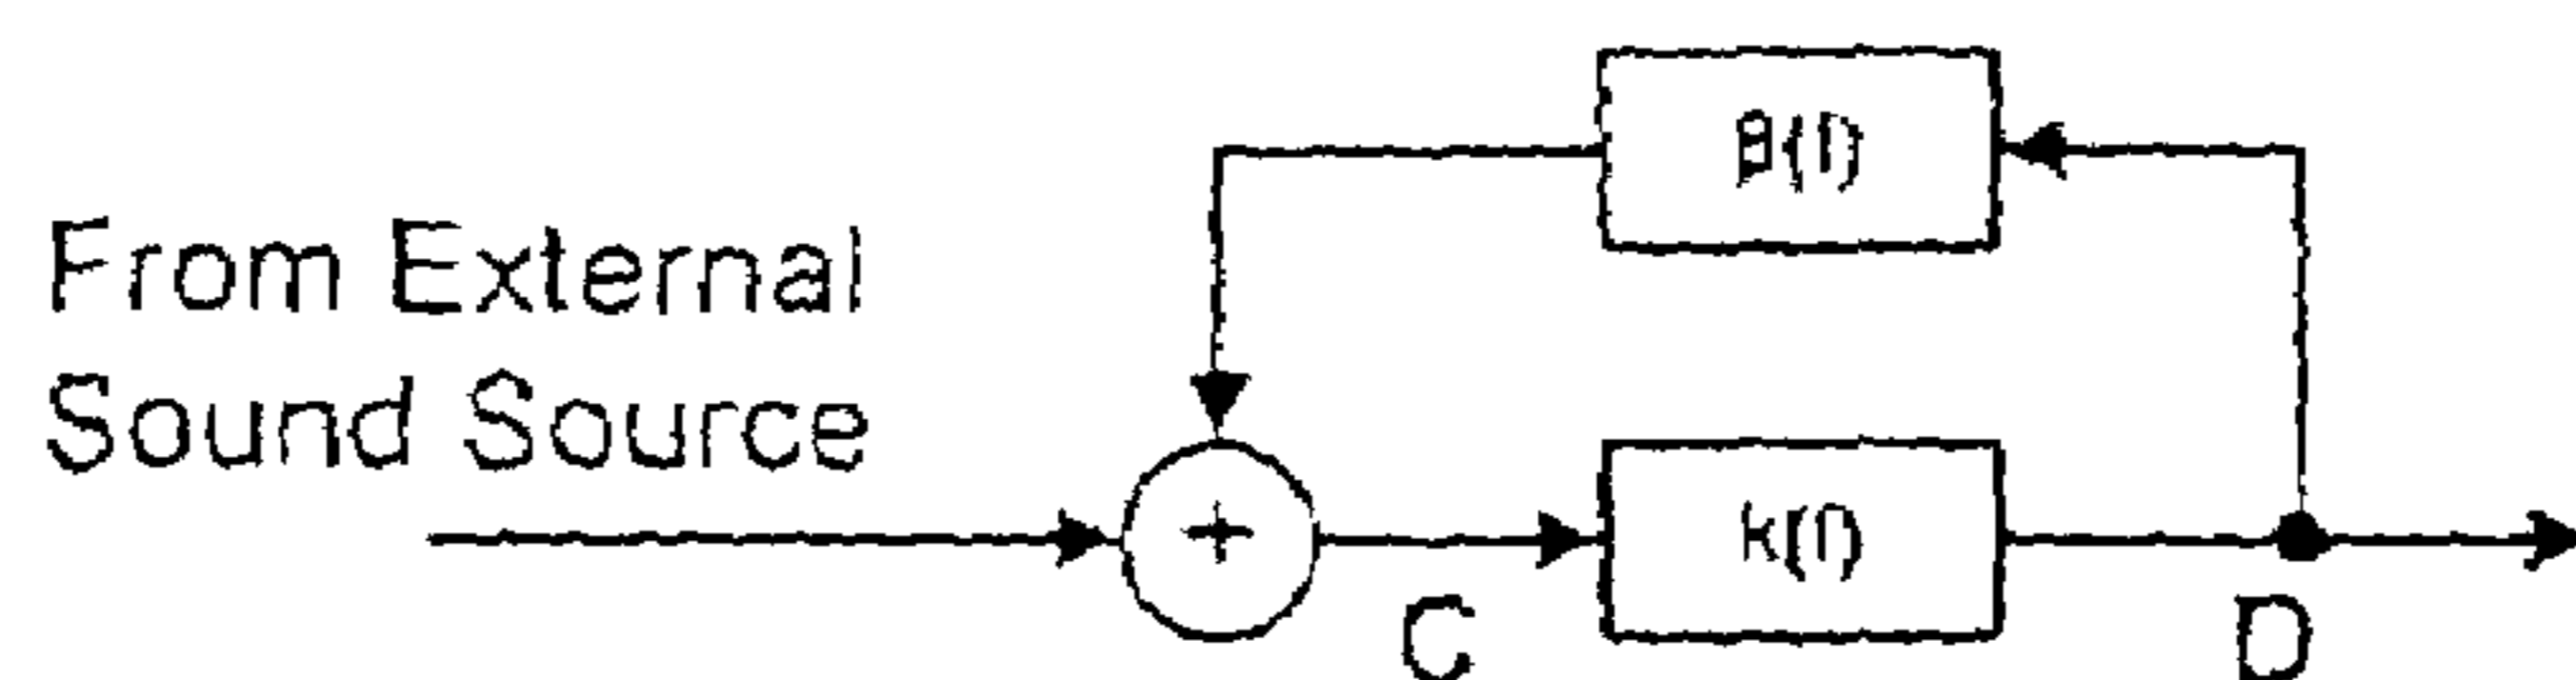 β(f)
From External
Sound Source
+
k(f)
C
D